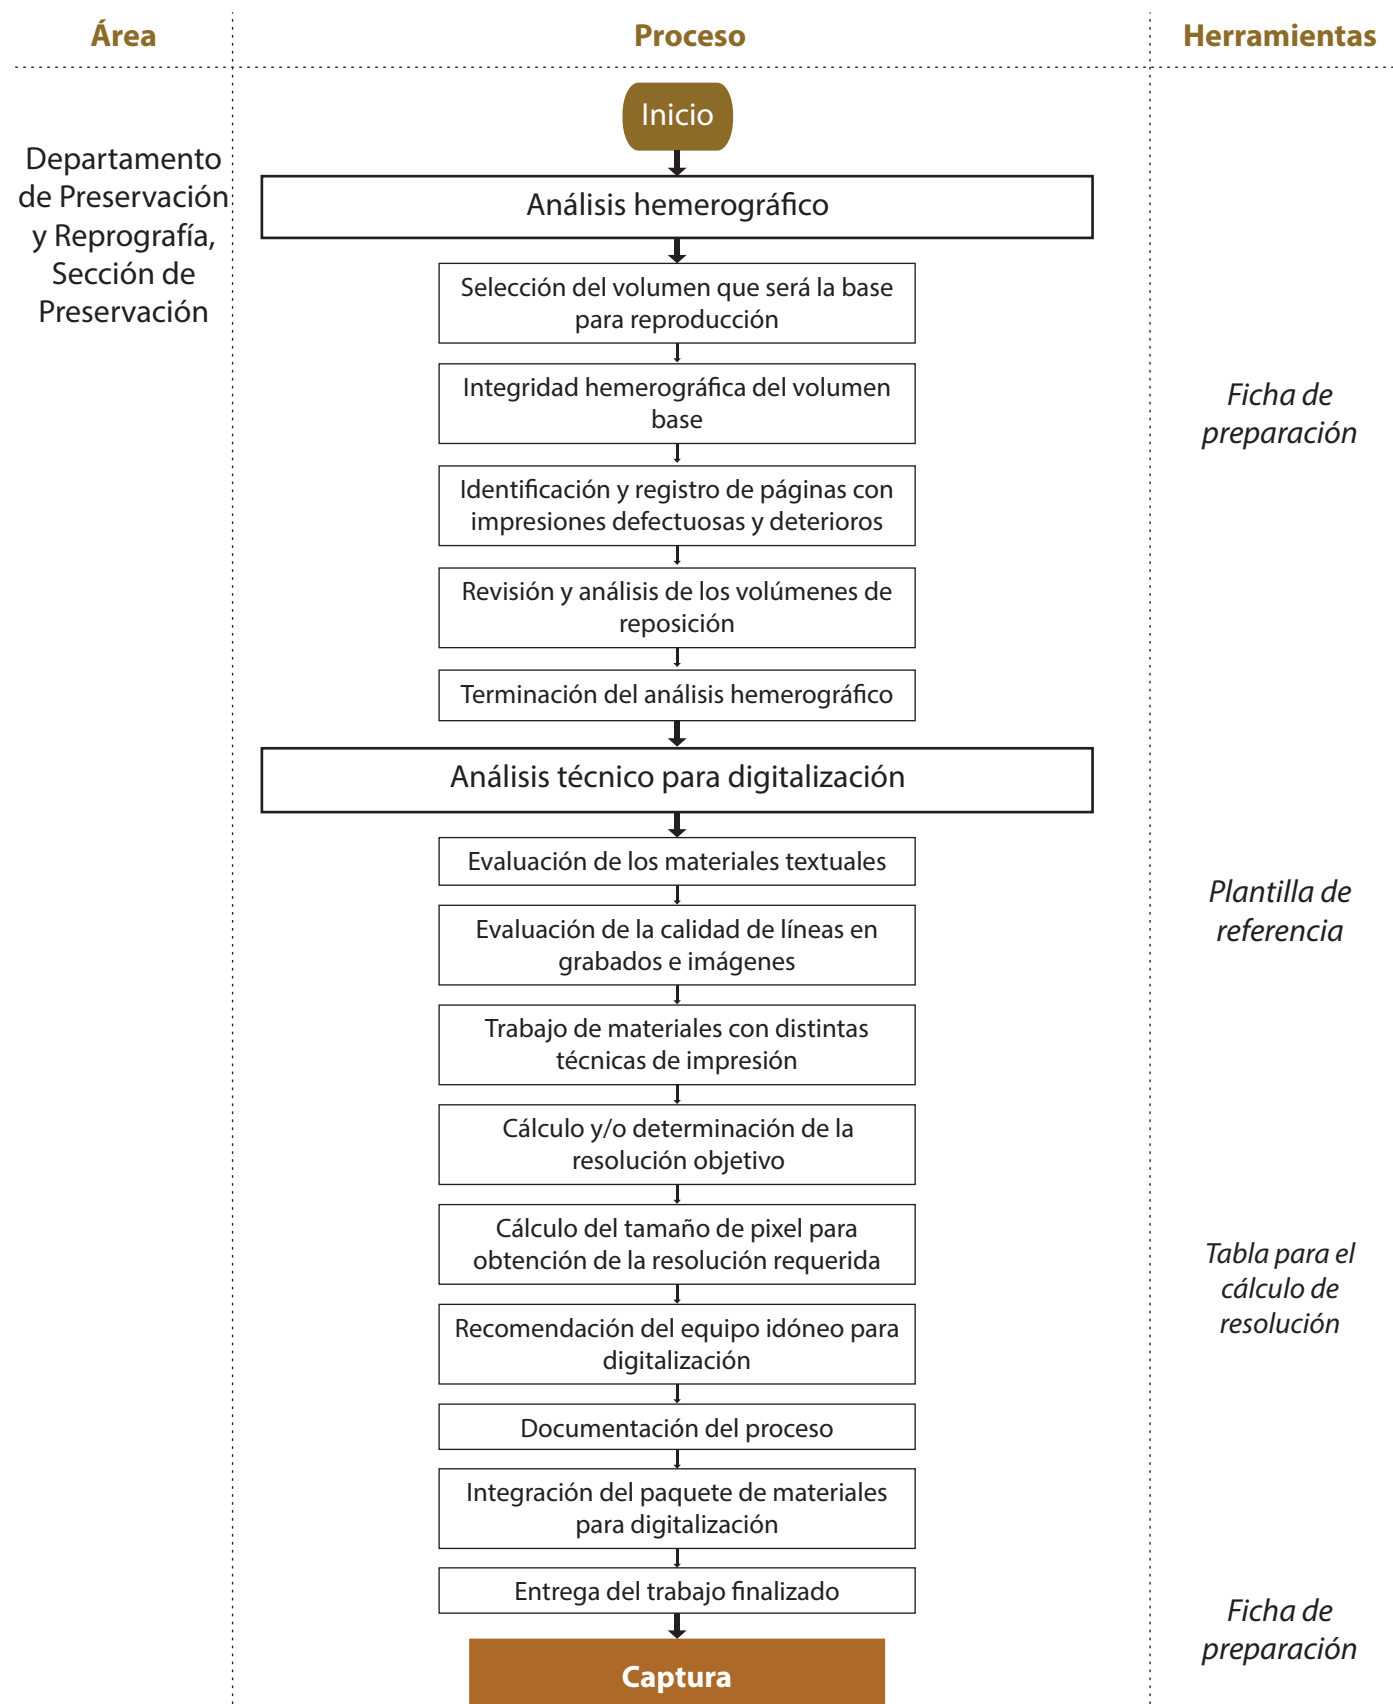 Área
Proceso
Herramientas
Inicio
Departamento
de Preservación
y Reprografía,
Sección de
Preservación
Análisis hemerográfico
Selección del volumen que será la base
para reproducción
Integridad hemerográfica del volumen
base
Ficha de
preparación
Identificación y registro de páginas con
impresiones defectuosas y deterioros
Revisión y análisis de los volúmenes de
reposición
Terminación del análisis hemerográfico
Análisis técnico para digitalización
Evaluación de los materiales textuales
Plantilla de
referencia
Evaluación de la calidad de líneas en
grabados e imágenes
Trabajo de materiales con distintas
técnicas de impresión
Cálculo y/o determinación de la
resolución objetivo
Cálculo del tamaño de pixel para
obtención de la resolución requerida
Tabla para el
cálculo de
resolución
Recomendación del equipo idóneo para
digitalización
Documentación del proceso
Integración del paquete de materiales
para digitalización
Entrega del trabajo finalizado
Ficha de
preparación
Captura